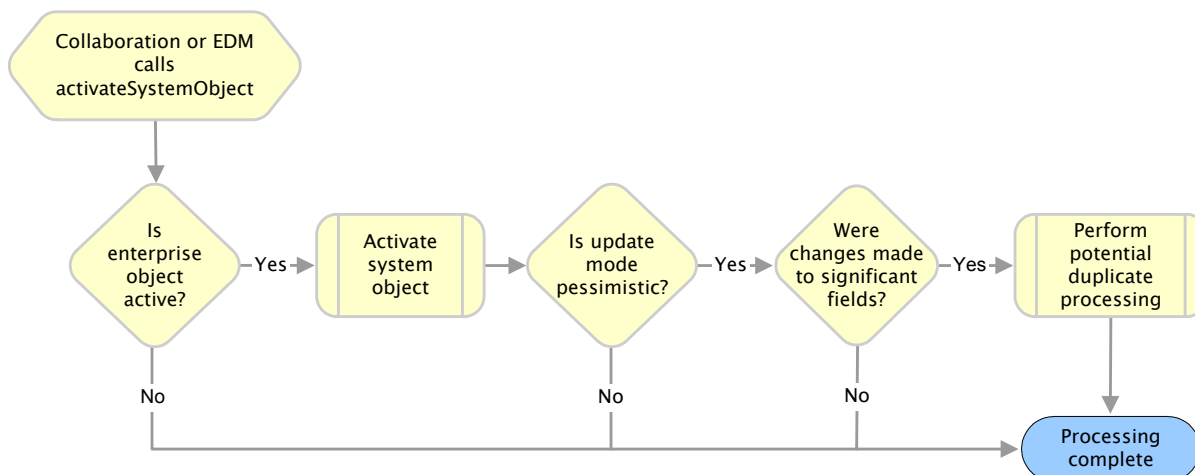 Collaboration or EDM
calls
activateSystemObject
Is
enterprise
object
active?
Yes
Activate
system
object
Is update
mode
pessimistic?
Yes
Were
changes made
to significant
fields?
Yes
Perform
potential
duplicate
processing
No
No
No
Processing
complete